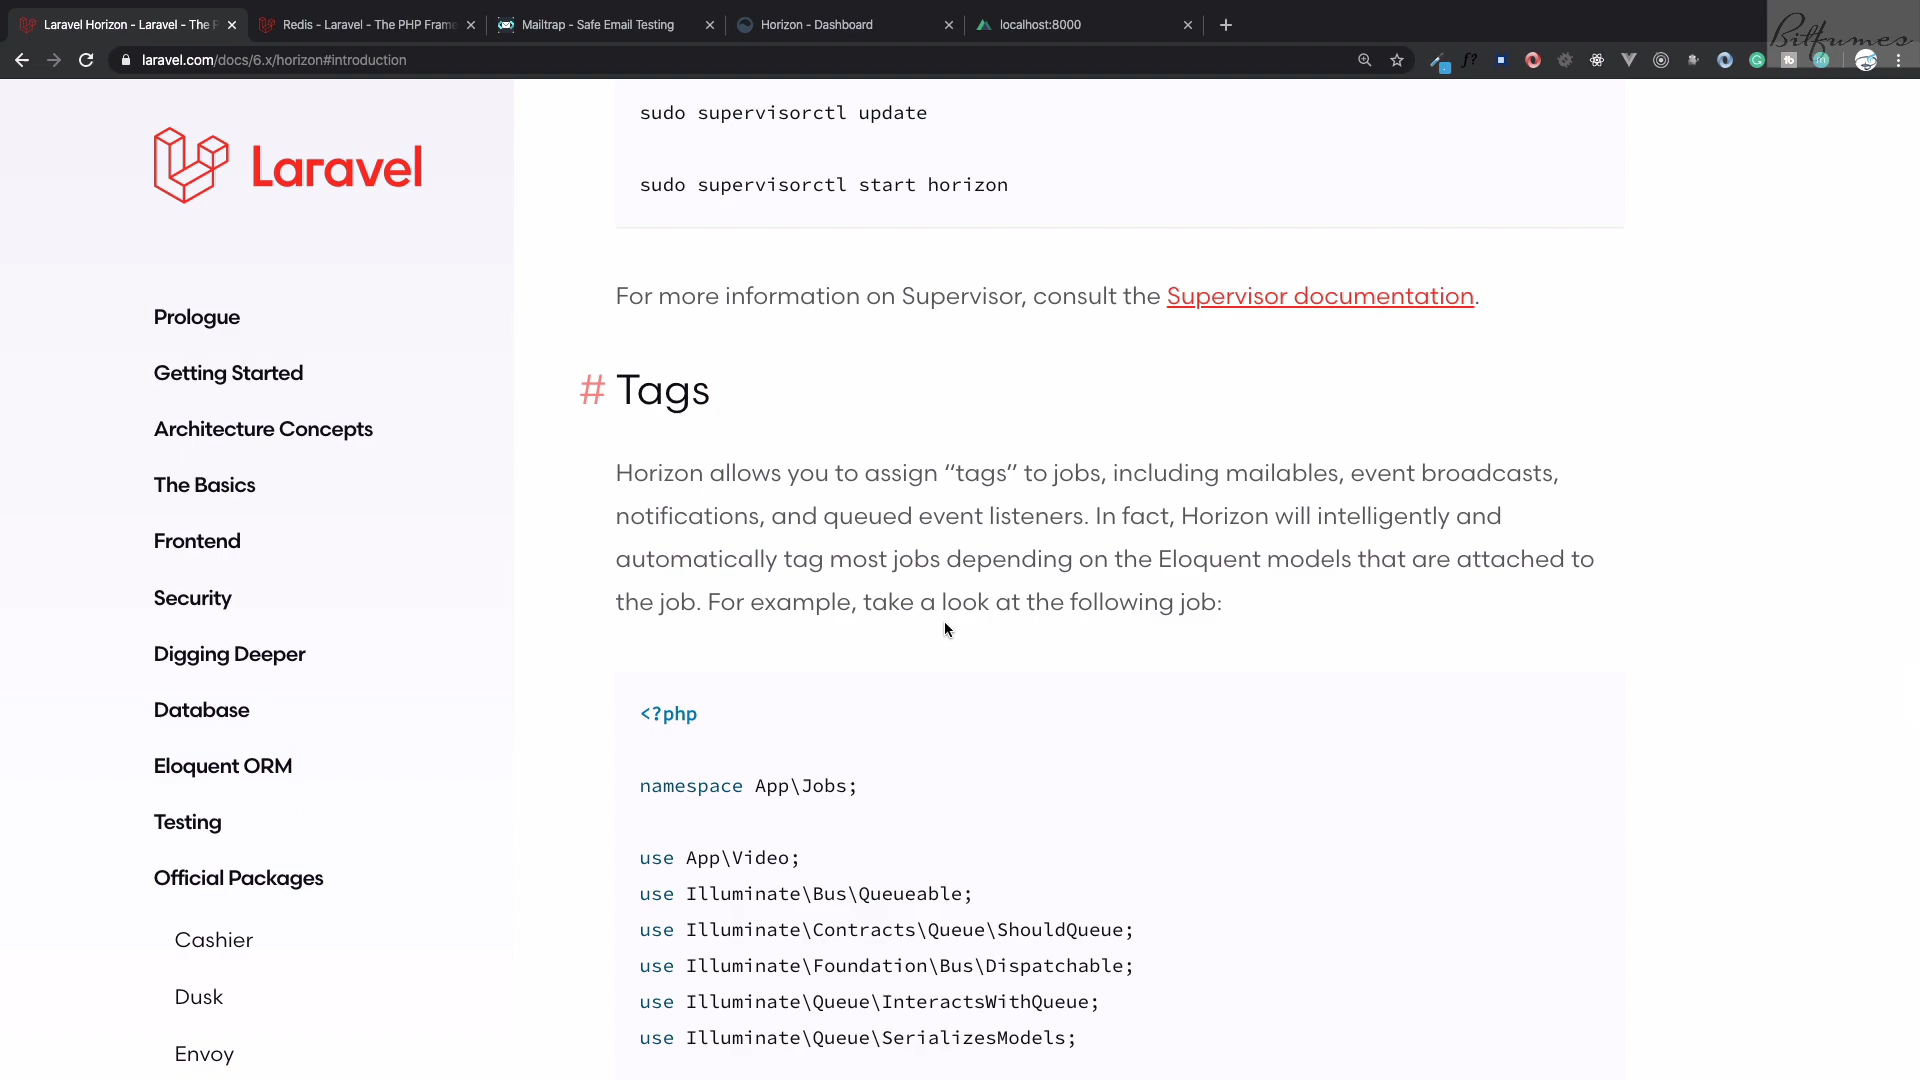 Laravel Horizon - Laravel - The P
Redis - Laravel - The PHP Frame
Mailtrap - Safe Email Testing
Horizon - Dashboard
localhost:8000
Bitfumes
laravel.com/docs/6.x/horizon#introduction
f?
Laravel
Prologue
Getting Started
Architecture Concepts
The Basics
Frontend
Security
Digging Deeper
Database
Eloquent ORM
Testing
Official Packages
Cashier
Dusk
Envoy
sudo supervisorctl update
sudo supervisorctl start horizon
For more information on Supervisor, consult the Supervisor documentation.
# Tags
Horizon allows you to assign “tags” to jobs, including mailables, event broadcasts,
notifications, and queued event listeners. In fact, Horizon will intelligently and
automatically tag most jobs depending on the Eloquent models that are attached to
the job. For example, take a look at the following job:
<?php
namespace App\Jobs;
use App\Video;
use Illuminate\Bus\Queueable;
use Illuminate\Contracts\Queue\ShouldQueue;
use Illuminate\Foundation\Bus\Dispatchable;
use Illuminate\Queue\InteractsWithQueue;
use Illuminate\Queue\SerializesModels;